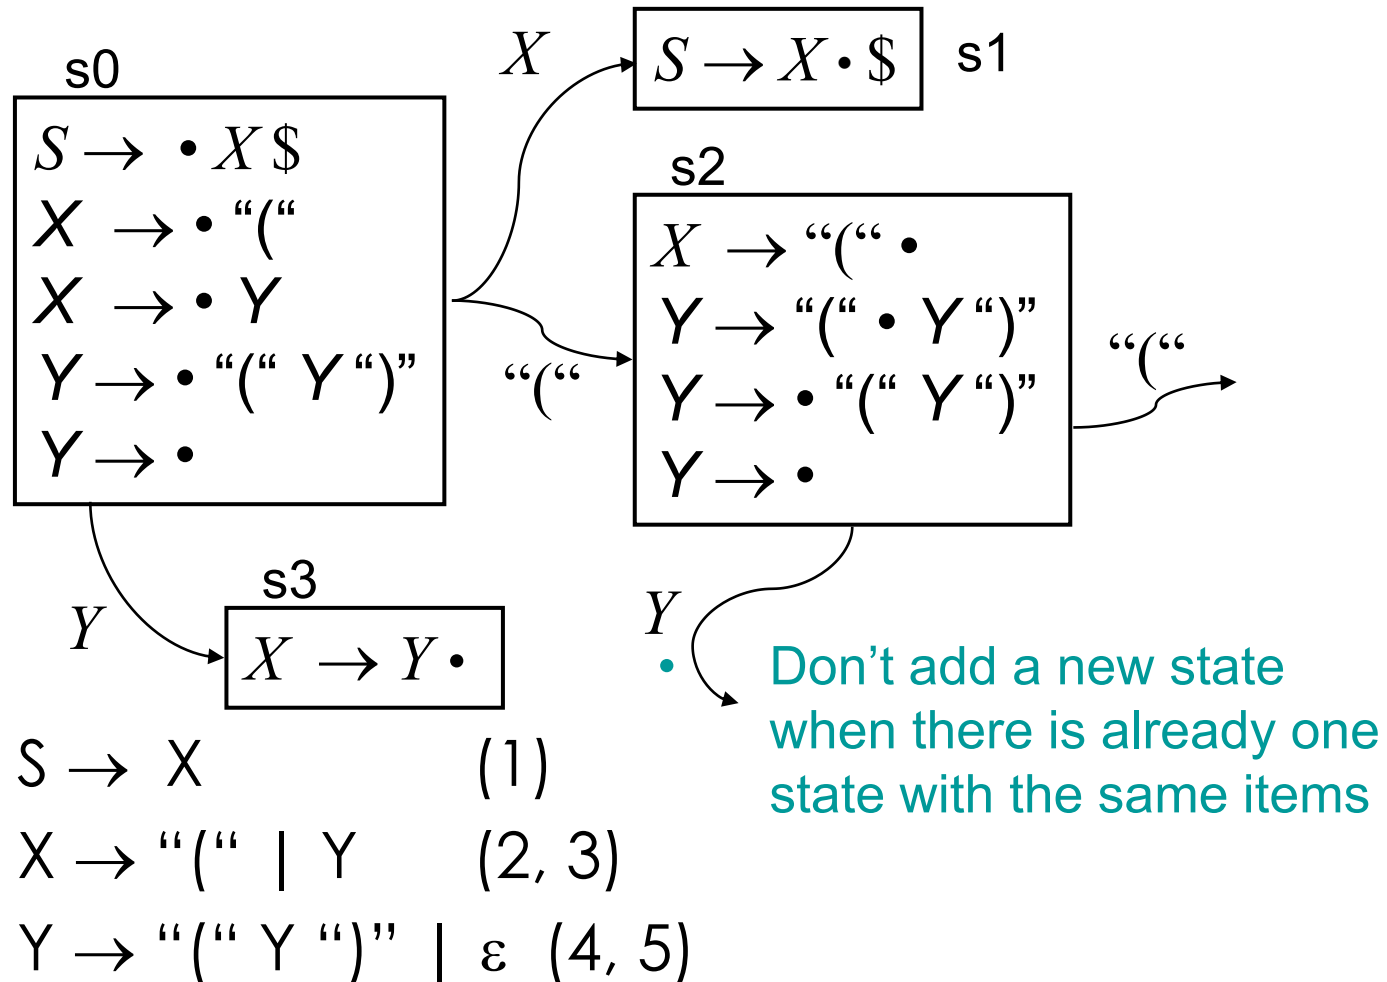 s0
S → • X $
X → • “(“
X → • Y
Y → • “(“ Y “)”
Y → •
X
S → X • $
s1
“(“
s2
X → “(“ •
Y → “(“ • Y “)”
Y → • “(“ Y “)”
Y → •
“(“
Y
s3
X → Y •
Y
• Don’t add a new state
when there is already one
state with the same items
S → X (1)
X → “(“ | Y (2, 3)
Y → “(“ Y “)” | ε (4, 5)